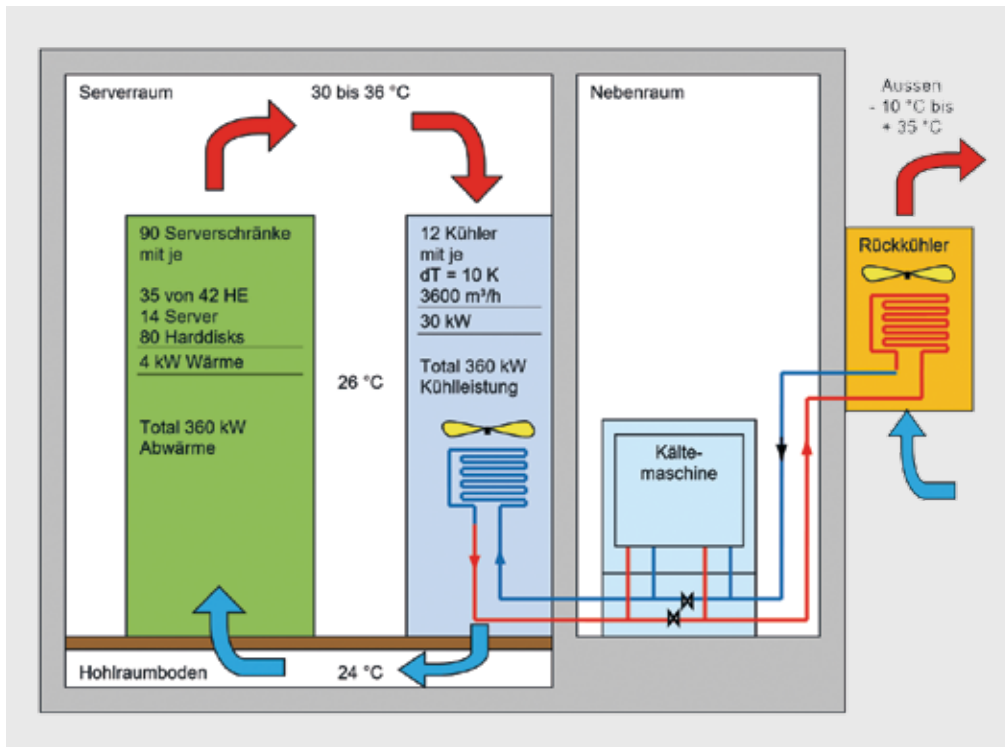 Serverraum
30 bis 36 °C
Nebenraum
Aussen
- 10 °C bis
+ 35 °C
90 Serverschränke
mit je
35 von 42 HE
14 Server
80 Harddisks
4 kW Wärme
Total 360 kW
Abwärme
26 °C
12 Kühler
mit je
dT = 10 K
3600 m³/h
30 kW
Total 360 kW
Kühlleistung
Rückkühler
Kälte-
maschine
Hohlraumboden
24 °C